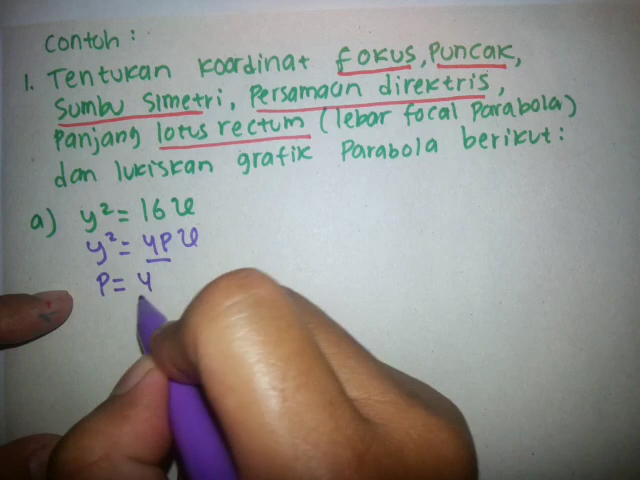 Contoh :
1. Tentukan koordinat fokus, Puncak,
Sumbu simetri, Persamaan direktris,
Panjang lotus rectum (lebar focal Parabola)
dan lukiskan grafik Parabola berikut:
a) y² = 16x
y² = 4Px
P = 4